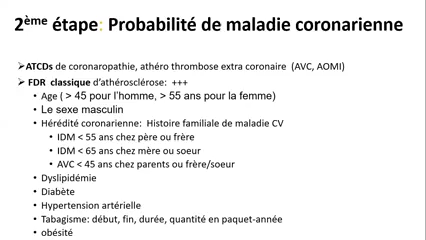 2ème étape: Probabilité de maladie coronarienne
➢ATCDs de coronaropathie, athéro thrombose extra coronaire (AVC, AOMI)
➢ FDR classique d'athérosclérose: +++
• Age ( > 45 pour l'homme, > 55 ans pour la femme)
• Le sexe masculin
• Hérédité coronarienne: Histoire familiale de maladie CV
• IDM < 55 ans chez père ou frère
• IDM < 65 ans chez mère ou soeur
• AVC < 45 ans chez parents ou frère/soeur
• Dyslipidémie
• Diabète
• Hypertension artérielle
• Tabagisme: début, fin, durée, quantité en paquet-année
• obésité